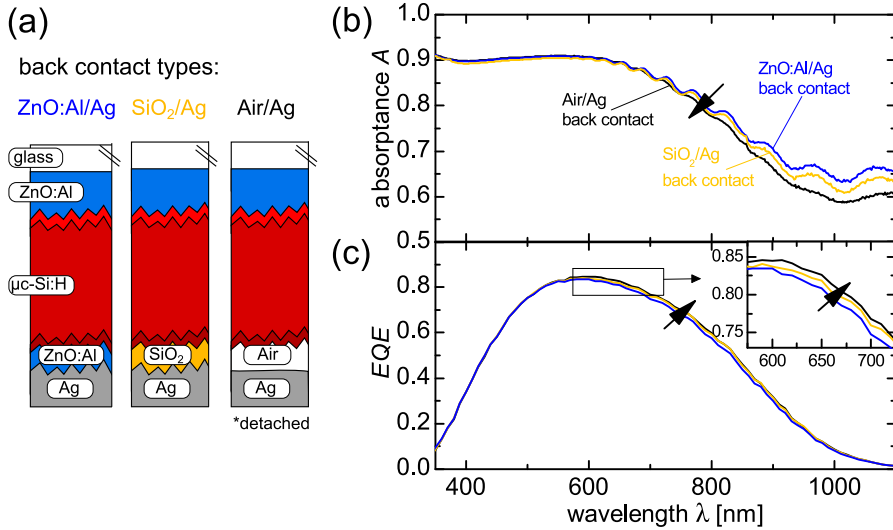 (a)
back contact types:
ZnO:Al/Ag SiO₂/Ag Air/Ag
glass
ZnO:Al
µc-Si:H
ZnO:Al SiO₂ Air
Ag Ag Ag
*detached
(b)
absorptance A
1.0
0.9
0.8
0.7
0.6
0.5
Air/Ag
back contact
ZnO:Al/Ag
back contact
SiO₂/Ag
back contact
(c)
EQE
0.8
0.6
0.4
0.2
0.0
0.85
0.80
0.75
600 650 700
400 600 800 1000
wavelength λ [nm]